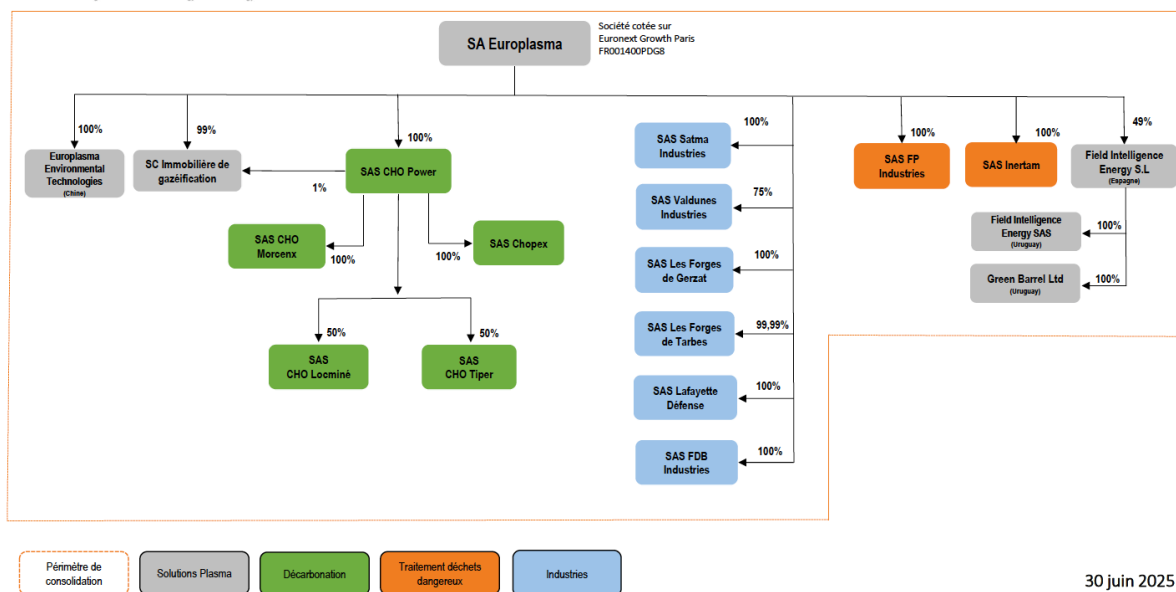 SA Europlasma
Société cotée sur
Euronext Growth Paris
FR001400PDG8
100%
99%
100%
100%
100%
100%
49%
Europlasma
Environmental
Technologies
(Chine)
SC Immobilière de
gazéification
1%
SAS CHO Power
SAS Satma
Industries
SAS FP
Industries
SAS Inertam
Field Intelligence
Energy S.L
(Espagne)
75%
SAS Valdunes
Industries
SAS CHO
Morcenx
100%
100%
SAS Chopex
Field Intelligence
Energy SAS
(Uruguay)
100%
SAS Les Forges
de Gerzat
100%
Green Barrel Ltd
(Uruguay)
100%
50%
50%
SAS Les Forges
de Tarbes
99,99%
SAS
CHO Locminé
SAS
CHO Tiper
SAS Lafayette
Défense
100%
SAS FDB
Industries
100%
Périmètre de
consolidation
Solutions Plasma
Décarbonation
Traitement déchets
dangereux
Industries
30 juin 2025